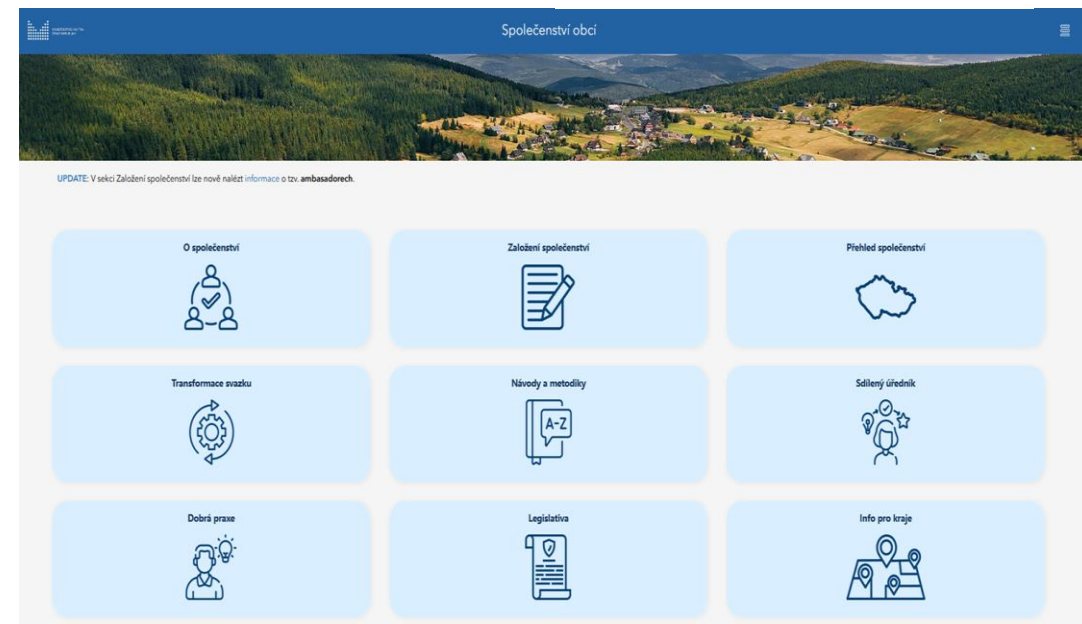 Společenství obcí
UPDATE: V sekci Založení společenství lze nově nalézt informace o tzv. ambasadorech.
O společenství
Založení společenství
Přehled společenství
Transformace svazku
Návody a metodiky
A-Z
Sdílený úředník
Dobrá praxe
Legislativa
Info pro kraje